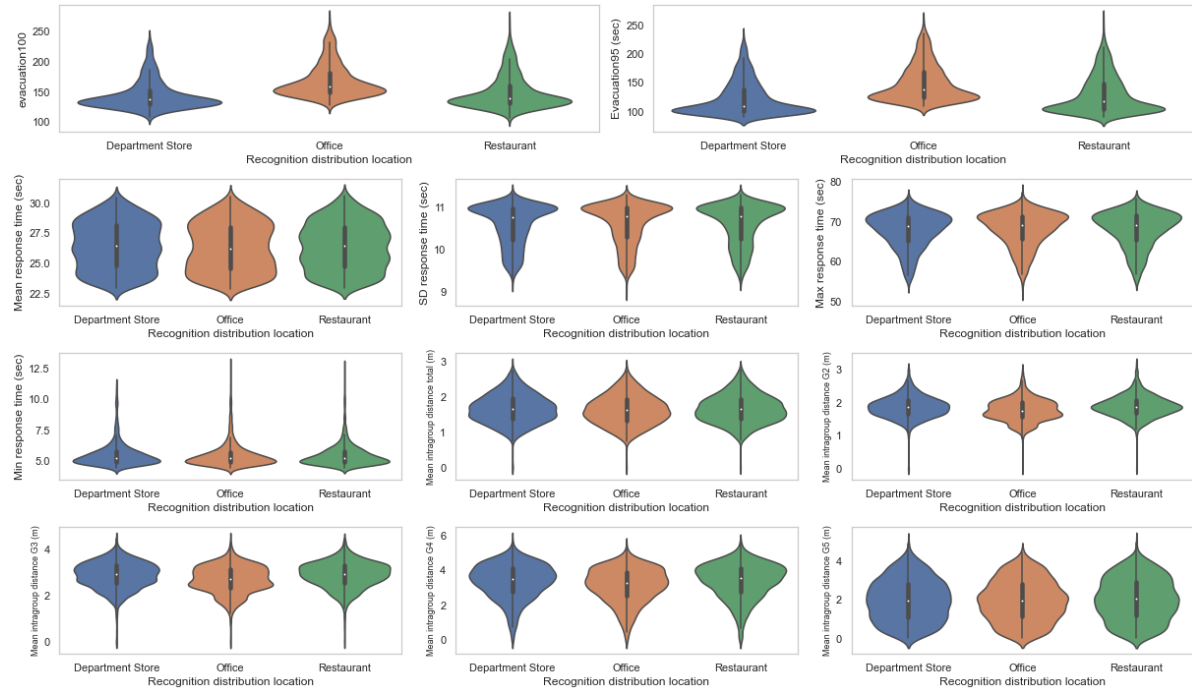 evacuation100
250
200
150
100
Department Store Office Restaurant
Recognition distribution location
Evacuation95 (sec)
250
200
150
100
Department Store Office Restaurant
Recognition distribution location
Mean response time (sec)
30.0
27.5
25.0
22.5
Department Store Office Restaurant
Recognition distribution location
SD response time (sec)
11
10
9
Department Store Office Restaurant
Recognition distribution location
Max response time (sec)
80
70
60
50
Department Store Office Restaurant
Recognition distribution location
Min response time (sec)
12.5
10.0
7.5
5.0
Department Store Office Restaurant
Recognition distribution location
Mean intragroup distance total (m)
3
2
1
0
Department Store Office Restaurant
Recognition distribution location
Mean intragroup distance G2 (m)
3
2
1
0
Department Store Office Restaurant
Recognition distribution location
Mean intragroup distance G3 (m)
4
2
0
Department Store Office Restaurant
Recognition distribution location
Mean intragroup distance G4 (m)
6
4
2
0
Department Store Office Restaurant
Recognition distribution location
Mean intragroup distance G5 (m)
4
2
0
Department Store Office Restaurant
Recognition distribution location